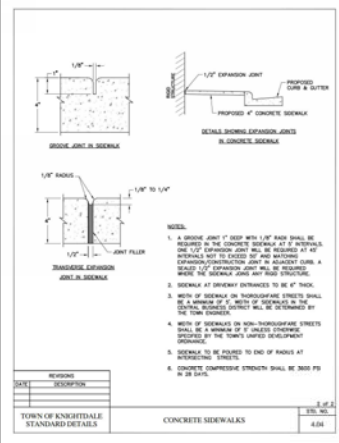 1/8"
1"
4"
GROOVE JOINT IN SIDEWALK
RIGID
STRUCTURE
1/2" EXPANSION JOINT
PROPOSED
CURB & GUTTER
PROPOSED 4" CONCRETE SIDEWALK
DETAILS SHOWING EXPANSION JOINTS
IN CONCRETE SIDEWALK
1/8" RADIUS
1/8" TO 1/4"
4"
1/2"
JOINT FILLER
TRANSVERSE EXPANSION
JOINT IN SIDEWALK
NOTES:
1. A GROOVE JOINT 1" DEEP WITH 1/8" RADII SHALL BE
REQUIRED IN THE CONCRETE SIDEWALK AT 5' INTERVALS.
ONE 1/2" EXPANSION JOINT WILL BE REQUIRED AT 45'
INTERVALS NOT TO EXCEED 50' AND MATCHING
EXPANSION/CONSTRUCTION JOINT IN ADJACENT CURB. A
SEALED 1/2" EXPANSION JOINT WILL BE REQUIRED
WHERE THE SIDEWALK JOINS ANY RIGID STRUCTURE.
2. SIDEWALK AT DRIVEWAY ENTRANCES TO BE 6" THICK.
3. WIDTH OF SIDEWALK ON THOROUGHFARE STREETS SHALL
BE A MINIMUM OF 5'. WIDTH OF SIDEWALKS IN THE
CENTRAL BUSINESS DISTRICT WILL BE DETERMINED BY
THE TOWN ENGINEER.
4. WIDTH OF SIDEWALKS ON NON-THOROUGHFARE STREETS
SHALL BE A MINIMUM OF 5' UNLESS OTHERWISE
SPECIFIED BY THE TOWN'S UNIFIED DEVELOPMENT
ORDINANCE.
5. SIDEWALK TO BE POURED TO END OF RADIUS AT
INTERSECTING STREETS.
6. CONCRETE COMPRESSIVE STRENGTH SHALL BE 3600 PSI
IN 28 DAYS.
REVISIONS
DATE DESCRIPTION
TOWN OF KNIGHTDALE
STANDARD DETAILS
CONCRETE SIDEWALKS
2 of 2
STD. NO.
4.04